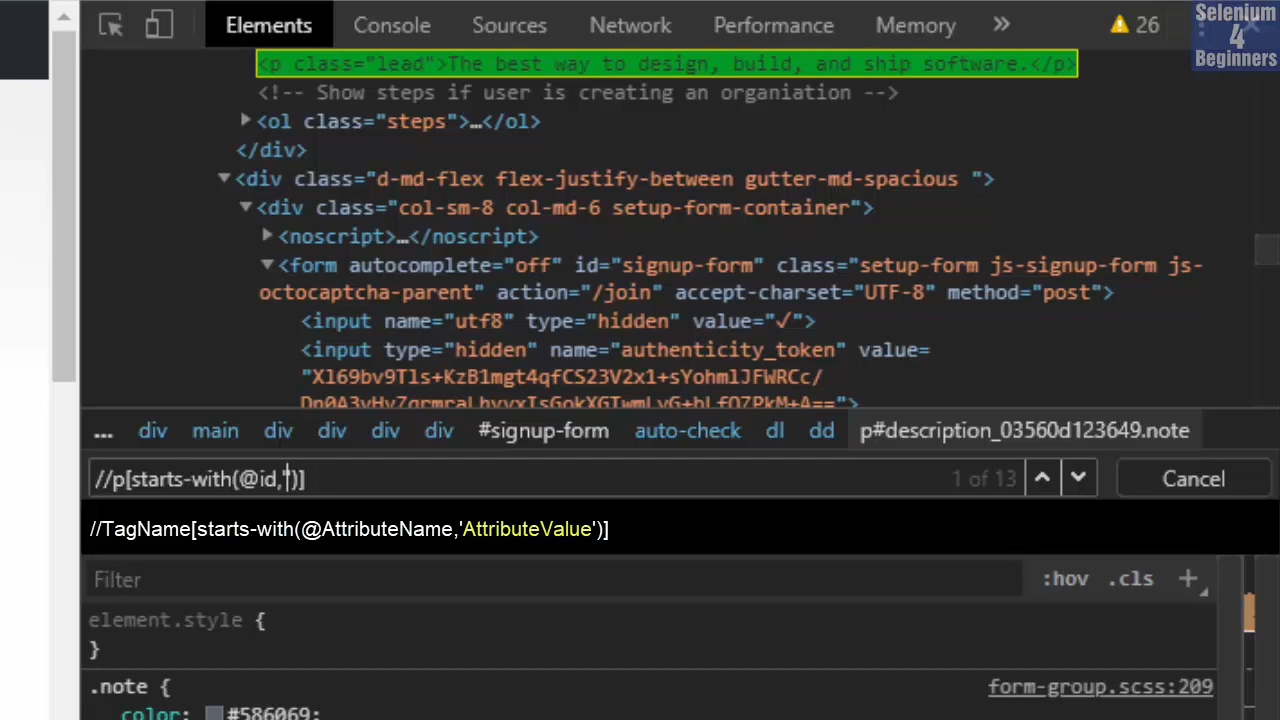 Elements Console Sources Network Performance Memory » 26
Selenium
4
Beginners
<p class="lead">The best way to design, build, and ship software.</p>
<!-- Show steps if user is creating an organiation -->
<ol class="steps">…</ol>
</div>
<div class="d-md-flex flex-justify-between gutter-md-spacious ">
<div class="col-sm-8 col-md-6 setup-form-container">
<noscript>…</noscript>
<form autocomplete="off" id="signup-form" class="setup-form js-signup-form js-
octocaptcha-parent" action="/join" accept-charset="UTF-8" method="post">
<input name="utf8" type="hidden" value="✓">
<input type="hidden" name="authenticity_token" value=
"Xl69bv9Tls+KzB1mgt4qfCS23V2x1+sYohmlJFWRCc/
... div main div div div div #signup-form auto-check dl dd p#description_03560d123649.note
//p[starts-with(@id,'')] 1 of 13 Cancel
//TagName[starts-with(@AttributeName,'AttributeValue')]
Filter :hov .cls +
element.style {
}
.note { form-group.scss:209
color: #586069;